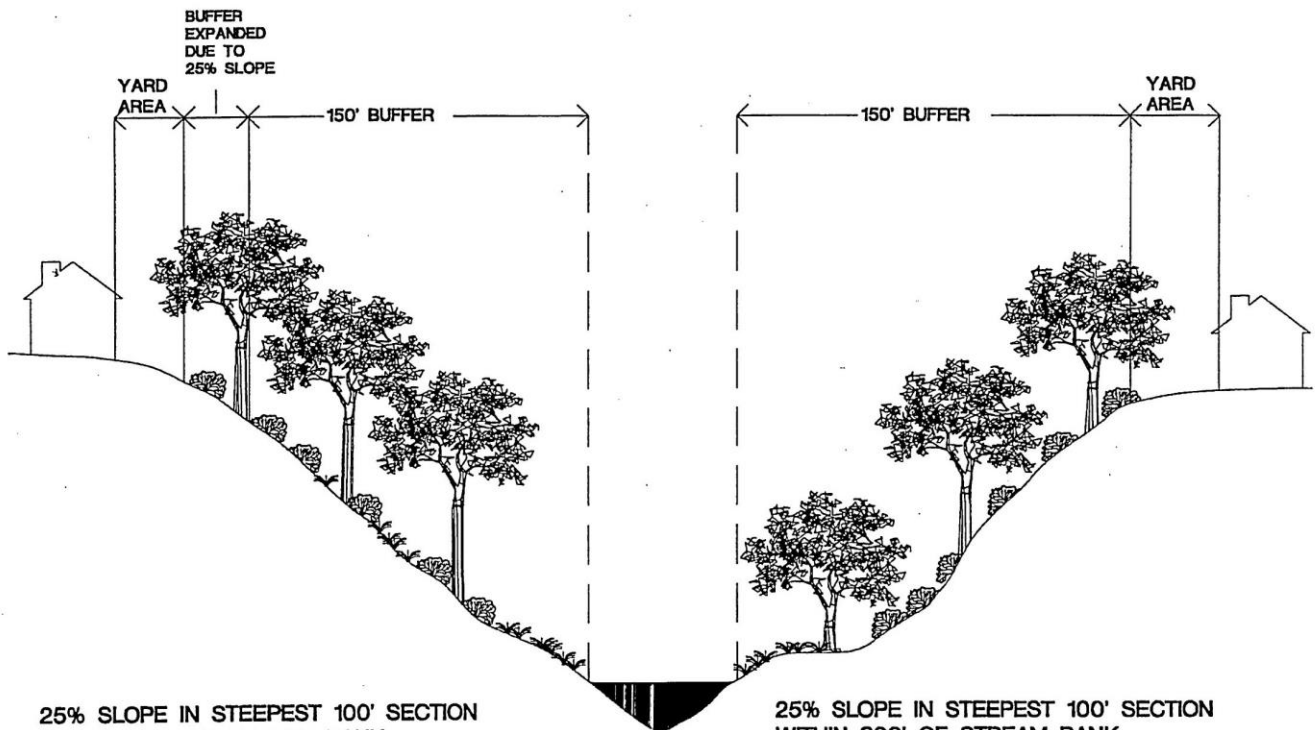 BUFFER
EXPANDED
DUE TO
25% SLOPE
YARD
AREA
150' BUFFER
150' BUFFER
YARD
AREA
25% SLOPE IN STEEPEST 100' SECTION
25% SLOPE IN STEEPEST 100' SECTION